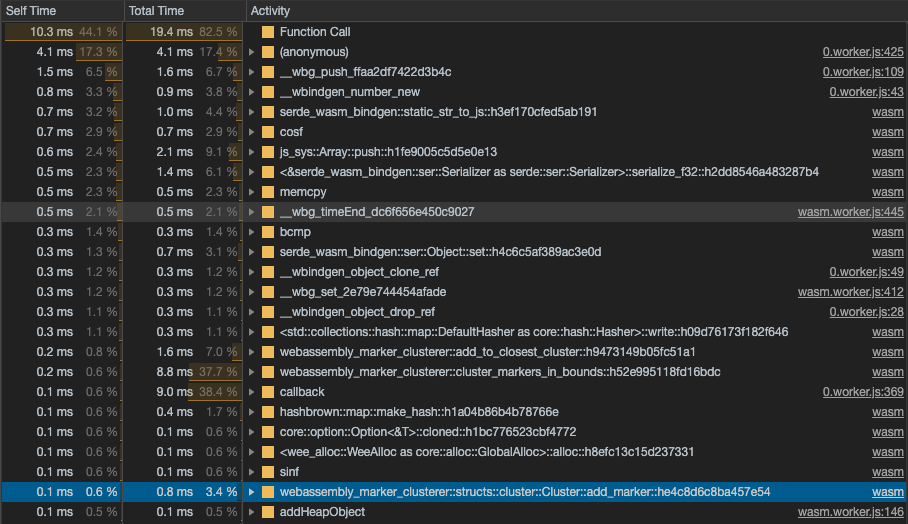 Self Time Total Time Activity
10.3 ms 44.1 % 19.4 ms 82.5 % Function Call
4.1 ms 17.3 % 4.1 ms 17.4 % (anonymous) 0.worker.js:425
1.5 ms 6.5 % 1.6 ms 6.7 % __wbg_push_ffaa2df7422d3b4c 0.worker.js:109
0.8 ms 3.3 % 0.9 ms 3.8 % __wbindgen_number_new 0.worker.js:43
0.7 ms 3.2 % 1.0 ms 4.4 % serde_wasm_bindgen::static_str_to_js::h3ef170cfed5ab191 wasm
0.7 ms 2.9 % 0.7 ms 2.9 % cosf wasm
0.6 ms 2.4 % 2.1 ms 9.1 % js_sys::Array::push::h1fe9005c5d5e0e13 wasm
0.5 ms 2.3 % 1.4 ms 6.1 % <&serde_wasm_bindgen::ser::Serializer as serde::ser::Serializer>::serialize_f32::h2dd8546a483287b4 wasm
0.5 ms 2.3 % 0.5 ms 2.3 % memcpy wasm
0.5 ms 2.1 % 0.5 ms 2.1 % __wbg_timeEnd_dc6f656e450c9027 wasm.worker.js:445
0.3 ms 1.4 % 0.3 ms 1.4 % bcmp wasm
0.3 ms 1.3 % 0.7 ms 3.1 % serde_wasm_bindgen::ser::Object::set::h4c6c5af389ac3e0d wasm
0.3 ms 1.2 % 0.3 ms 1.2 % __wbindgen_object_clone_ref 0.worker.js:49
0.3 ms 1.2 % 0.3 ms 1.2 % __wbg_set_2e79e744454afade wasm.worker.js:412
0.3 ms 1.1 % 0.3 ms 1.1 % __wbindgen_object_drop_ref 0.worker.js:28
0.3 ms 1.1 % 0.3 ms 1.1 % <std::collections::hash::map::DefaultHasher as core::hash::Hasher>::write::h09d76173f182f646 wasm
0.2 ms 0.8 % 1.6 ms 7.0 % webassembly_marker_clusterer::add_to_closest_cluster::h9473149b05fc51a1 wasm
0.2 ms 0.6 % 8.8 ms 37.7 % webassembly_marker_clusterer::cluster_markers_in_bounds::h52e995118fd16bdc wasm
0.1 ms 0.6 % 9.0 ms 38.4 % callback 0.worker.js:369
0.1 ms 0.6 % 0.4 ms 1.7 % hashbrown::map::make_hash::h1a04b86b4b78766e wasm
0.1 ms 0.6 % 0.1 ms 0.6 % core::option::Option<&T>::cloned::h1bc776523cbf4772 wasm
0.1 ms 0.6 % 0.1 ms 0.6 % <wee_alloc::WeeAlloc as core::alloc::GlobalAlloc>::alloc::h8efc13c15d237331 wasm
0.1 ms 0.6 % 0.1 ms 0.6 % sinf wasm
0.1 ms 0.6 % 0.8 ms 3.4 % webassembly_marker_clusterer::structs::cluster::Cluster::add_marker::he4c8d6c8ba457e54 wasm
0.1 ms 0.5 % 0.1 ms 0.5 % addHeapObject wasm.worker.js:146